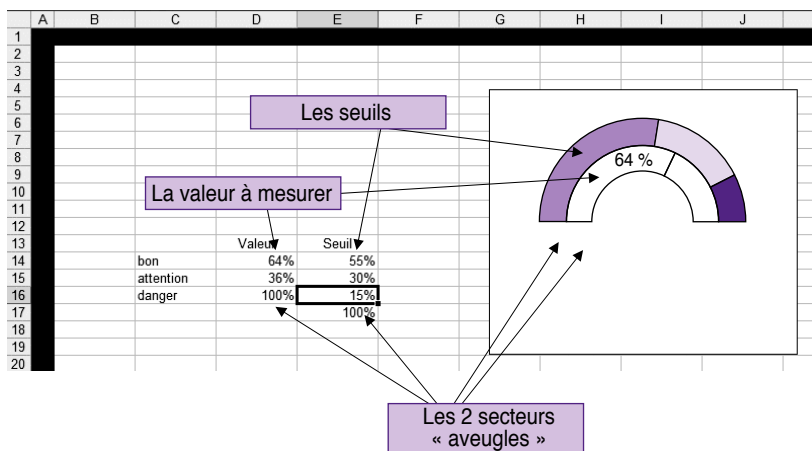 A B C D E F G H I J
1
2
3
4
5
Les seuils
6
7
8
64 %
9
10
La valeur à mesurer
11
12
13 Valeur Seuil
14 bon 64% 55%
15 attention 36% 30%
16 danger 100% 15%
17 100%
18
19
20
Les 2 secteurs
« aveugles »